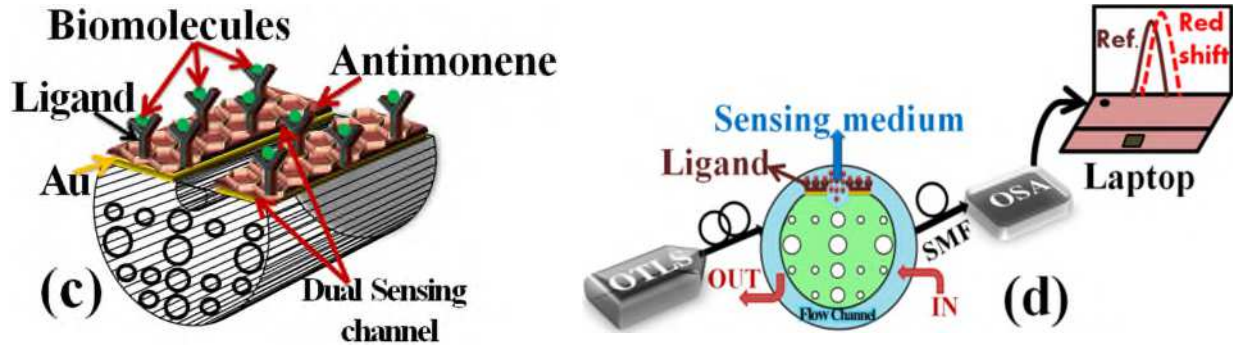 Biomolecules
Ligand
Antimonene
Au
Dual Sensing
channel
(c)
Ref.
Red
shift
Laptop
Sensing medium
Ligand
OTLS
OUT
Flow Channel
IN
SMF
OSA
(d)